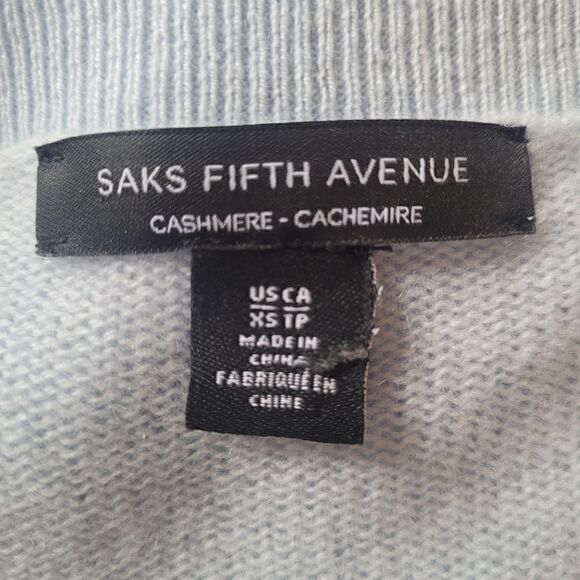 SAKS FIFTH AVENUE
CASHMERE - CACHEMIRE
US CA
XS TP
MADE IN
CHINA
FABRIQUÉ EN
CHINE